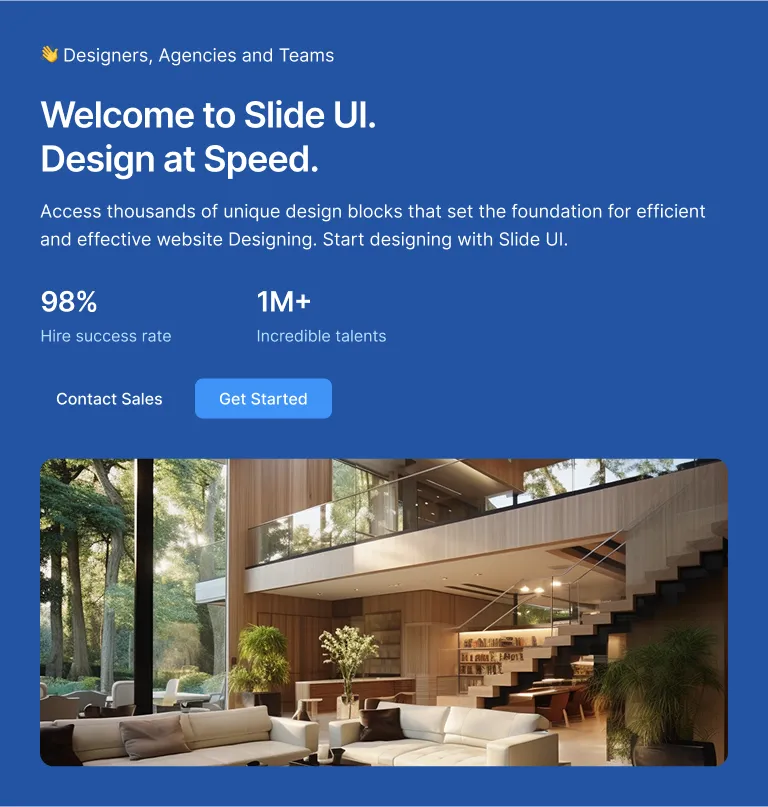 👋 Designers, Agencies and Teams
Welcome to Slide UI.
Design at Speed.
Access thousands of unique design blocks that set the foundation for efficient
and effective website Designing. Start designing with Slide UI.
98% 1M+
Hire success rate Incredible talents
Contact Sales Get Started